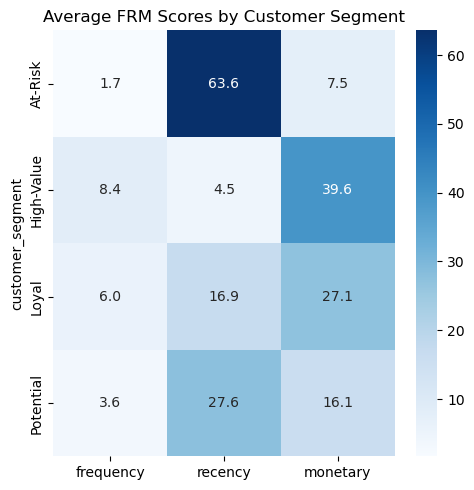 Average FRM Scores by Customer Segment
customer_segment
At-Risk 1.7 63.6 7.5
High-Value 8.4 4.5 39.6
Loyal 6.0 16.9 27.1
Potential 3.6 27.6 16.1
frequency recency monetary
60
50
40
30
20
10